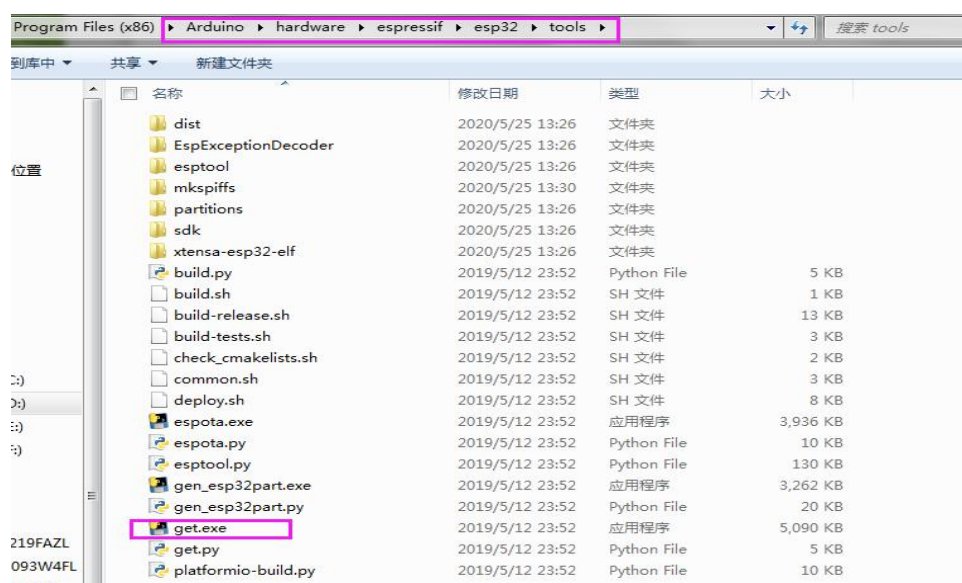 Program Files (x86) ▸ Arduino ▸ hardware ▸ espressif ▸ esp32 ▸ tools ▸ 搜索 tools
到库中 ▼ 共享 ▼ 新建文件夹
名称 修改日期 类型 大小
dist 2020/5/25 13:26 文件夹
EspExceptionDecoder 2020/5/25 13:26 文件夹
位置 esptool 2020/5/25 13:26 文件夹
mkspiffs 2020/5/25 13:30 文件夹
partitions 2020/5/25 13:26 文件夹
sdk 2020/5/25 13:26 文件夹
xtensa-esp32-elf 2020/5/25 13:26 文件夹
build.py 2019/5/12 23:52 Python File 5 KB
build.sh 2019/5/12 23:52 SH 文件 1 KB
build-release.sh 2019/5/12 23:52 SH 文件 13 KB
build-tests.sh 2019/5/12 23:52 SH 文件 3 KB
check_cmakelists.sh 2019/5/12 23:52 SH 文件 2 KB
:) common.sh 2019/5/12 23:52 SH 文件 3 KB
:) deploy.sh 2019/5/12 23:52 SH 文件 8 KB
:) espota.exe 2019/5/12 23:52 应用程序 3,936 KB
:) espota.py 2019/5/12 23:52 Python File 10 KB
esptool.py 2019/5/12 23:52 Python File 130 KB
gen_esp32part.exe 2019/5/12 23:52 应用程序 3,262 KB
gen_esp32part.py 2019/5/12 23:52 Python File 20 KB
get.exe 2019/5/12 23:52 应用程序 5,090 KB
219FAZL get.py 2019/5/12 23:52 Python File 5 KB
093W4FL platformio-build.py 2019/5/12 23:52 Python File 10 KB